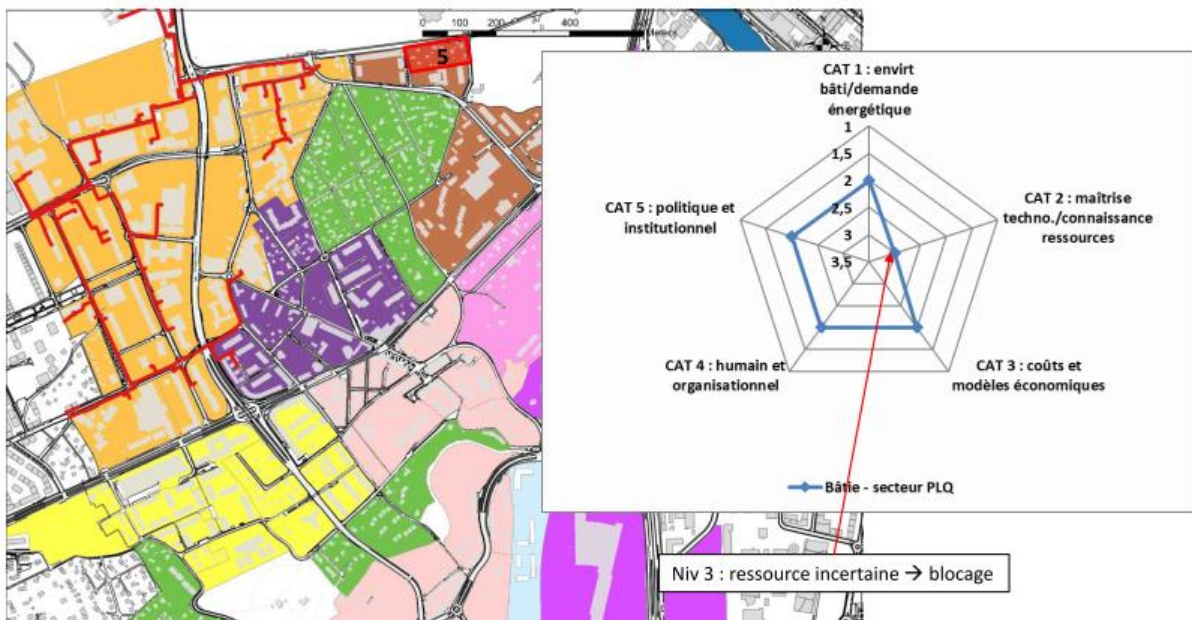 0 100 200 400
Meters
5
CAT 1 : envirt
bâti/demande
énergétique
1
1,5
2
2,5
3
3,5
CAT 2 : maîtrise
techno./connaissance
ressources
CAT 5 : politique et
institutionnel
CAT 4 : humain et
organisationnel
CAT 3 : coûts et
modèles économiques
Bâtie - secteur PLQ
Niv 3 : ressource incertaine → blocage